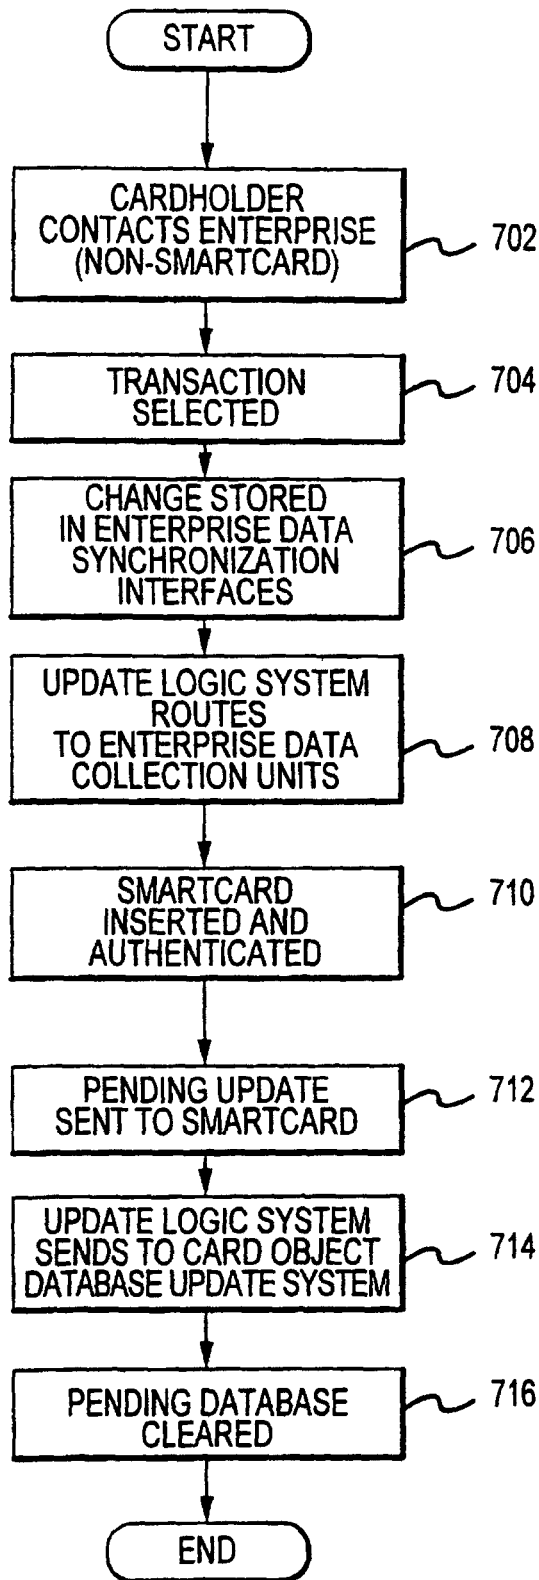 START
CARDHOLDER
CONTACTS ENTERPRISE
(NON-SMARTCARD)
702
TRANSACTION
SELECTED
704
CHANGE STORED
IN ENTERPRISE DATA
SYNCHRONIZATION
INTERFACES
706
UPDATE LOGIC SYSTEM
ROUTES
TO ENTERPRISE DATA
COLLECTION UNITS
708
SMARTCARD
INSERTED AND
AUTHENTICATED
710
PENDING UPDATE
SENT TO SMARTCARD
712
UPDATE LOGIC SYSTEM
SENDS TO CARD OBJECT
DATABASE UPDATE SYSTEM
714
PENDING DATABASE
CLEARED
716
END